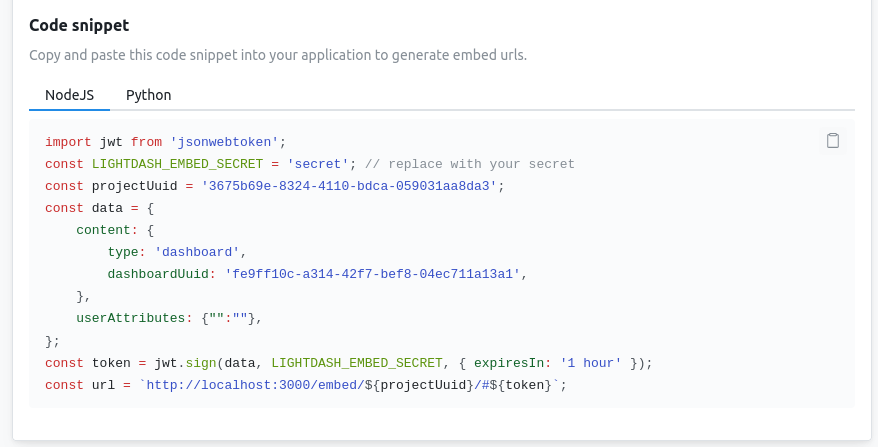 Code snippet
Copy and paste this code snippet into your application to generate embed urls.
NodeJS Python
import jwt from 'jsonwebtoken';
const LIGHTDASH_EMBED_SECRET = 'secret'; // replace with your secret
const projectUuid = '3675b69e-8324-4110-bdca-059031aa8da3';
const data = {
    content: {
        type: 'dashboard',
        dashboardUuid: 'fe9ff10c-a314-42f7-bef8-04ec711a13a1',
    },
    userAttributes: {"":""},
};
const token = jwt.sign(data, LIGHTDASH_EMBED_SECRET, { expiresIn: '1 hour' });
const url = `http://localhost:3000/embed/${projectUuid}/#${token}`;